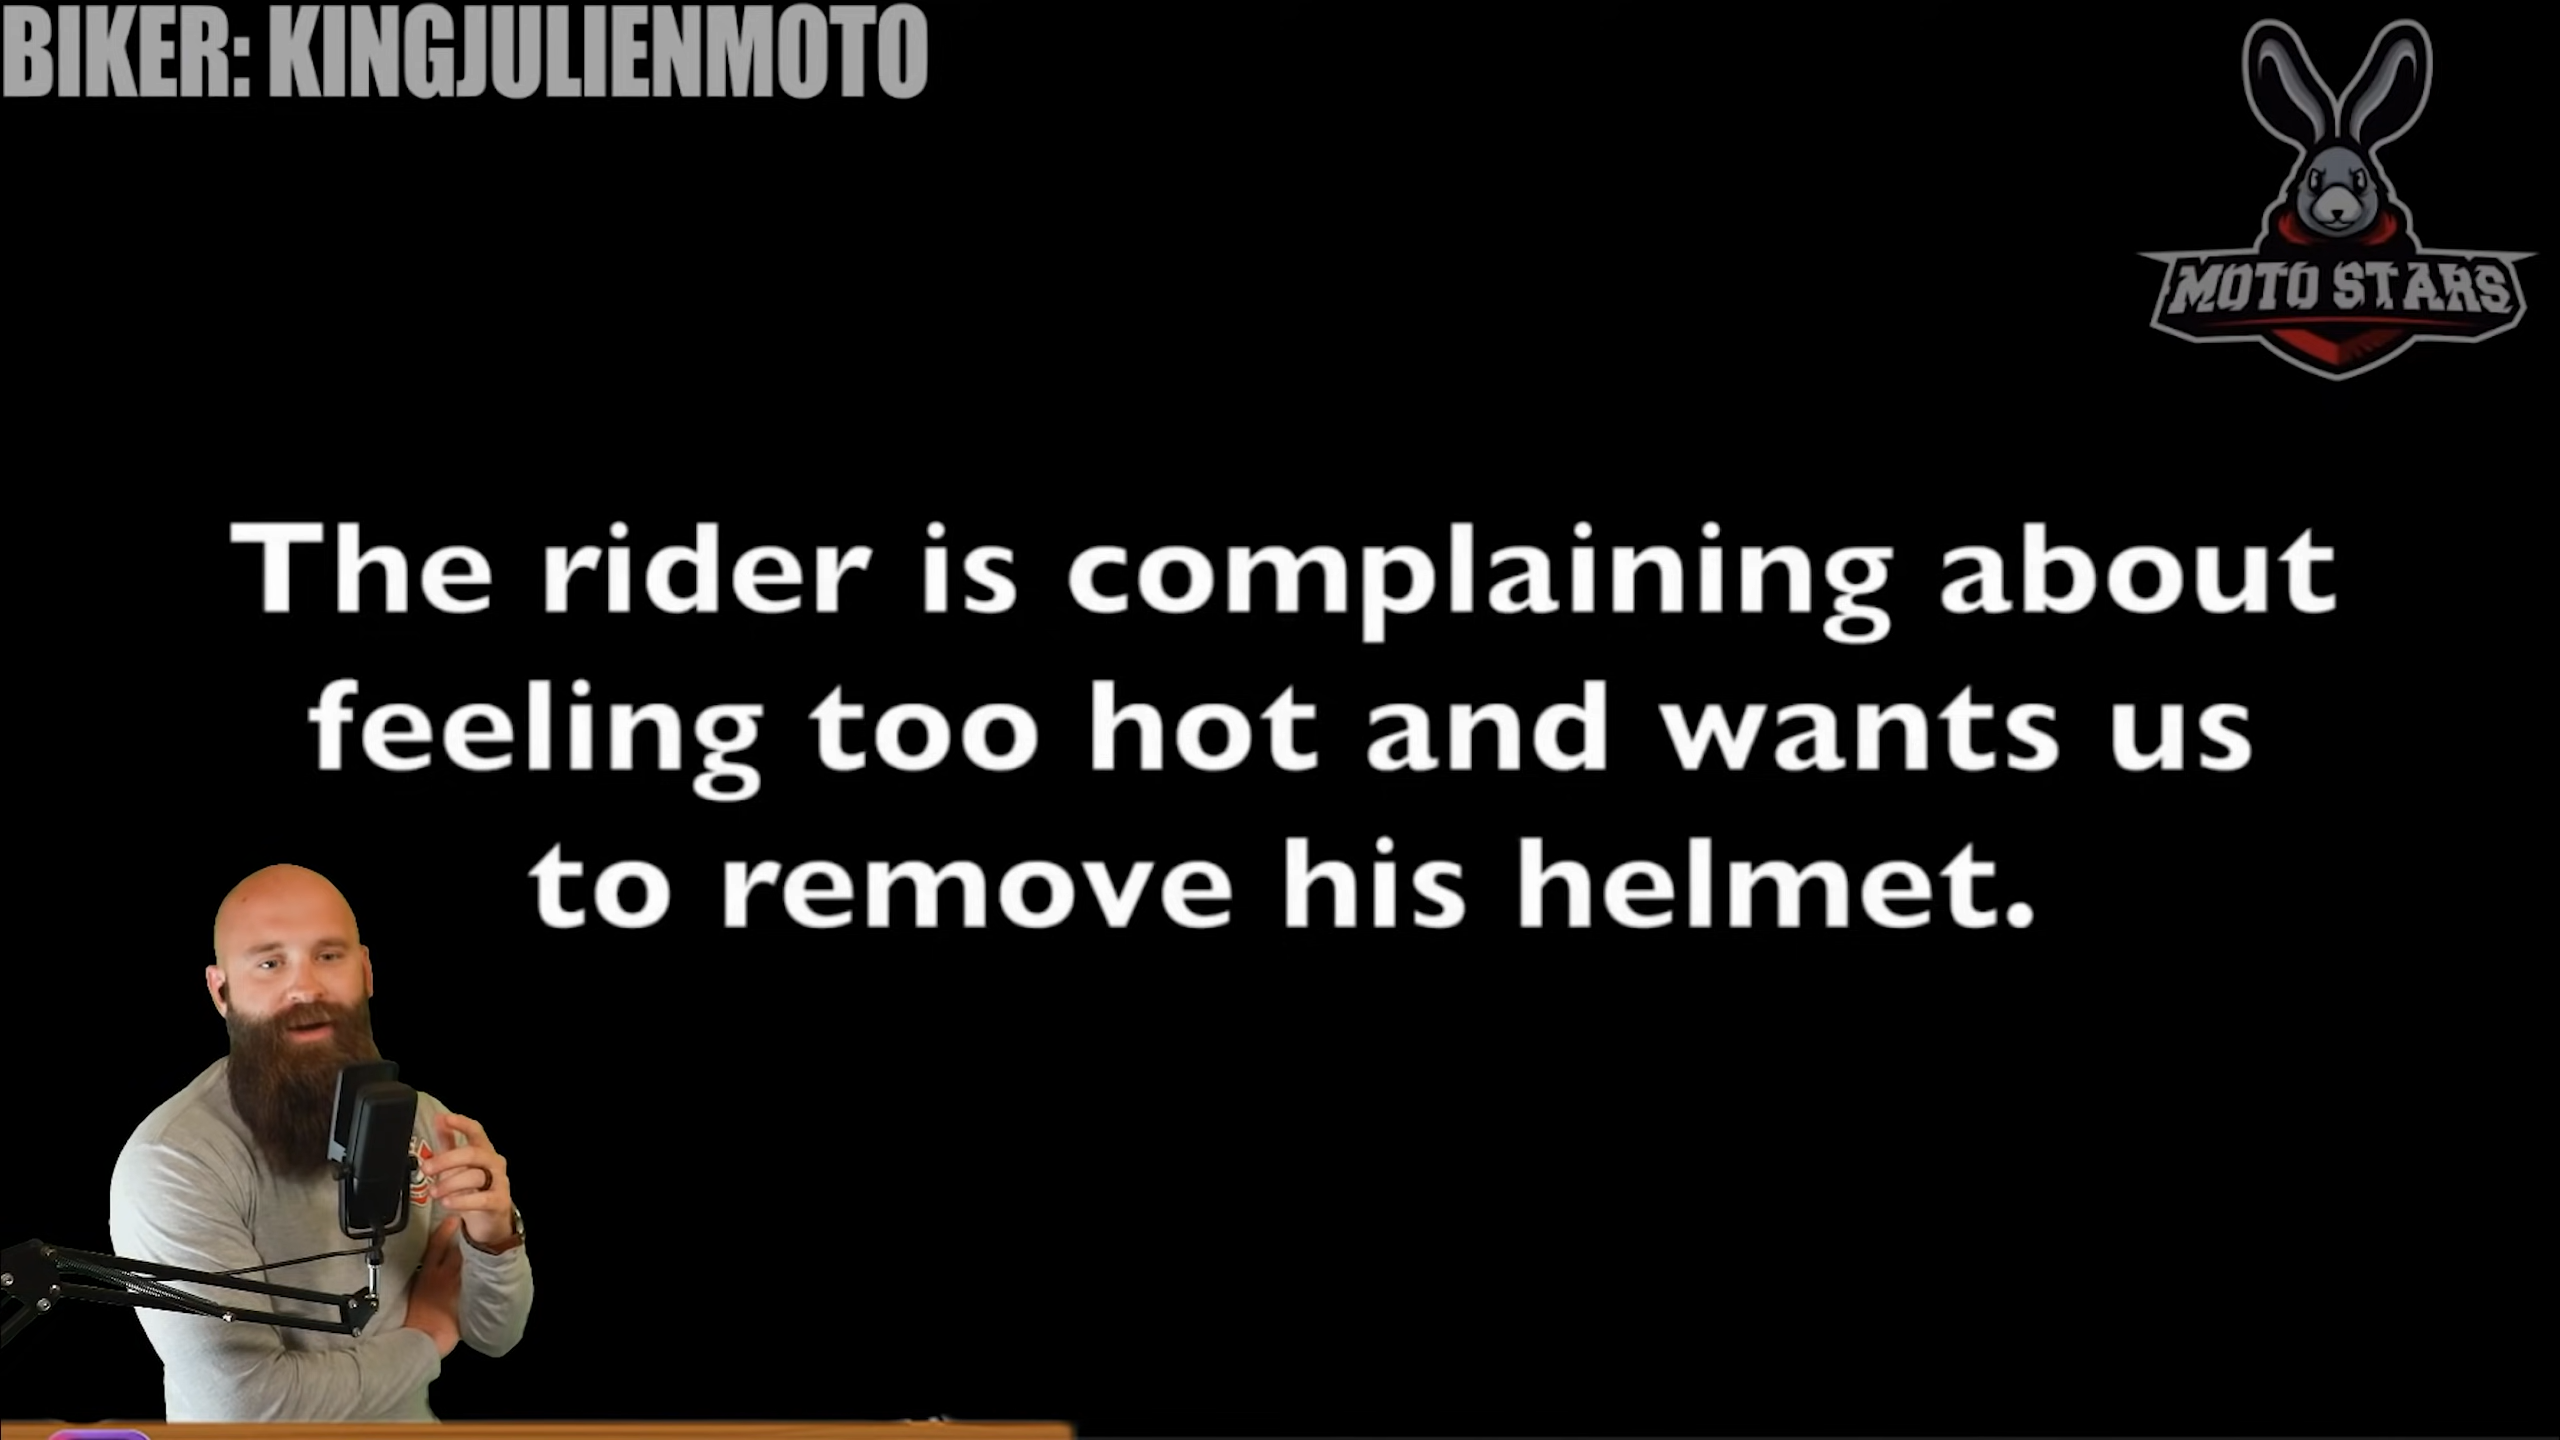 BIKER: KINGJULIENMOTO
MOTO STARS
The rider is complaining about
feeling too hot and wants us
to remove his helmet.